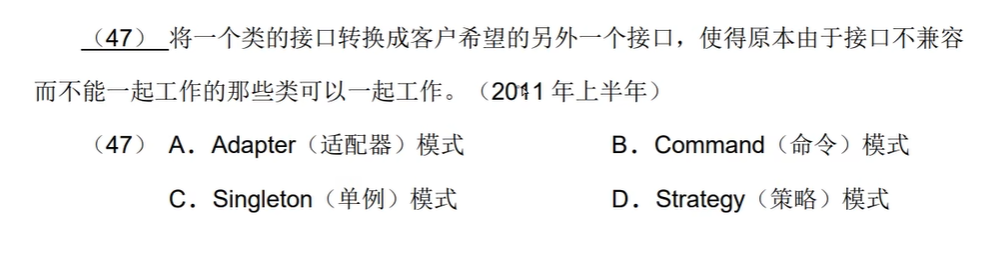 （47）将一个类的接口转换成客户希望的另外一个接口，使得原本由于接口不兼容
而不能一起工作的那些类可以一起工作。（2011 年上半年）
（47） A．Adapter（适配器）模式 B．Command（命令）模式
C．Singleton（单例）模式 D．Strategy（策略）模式